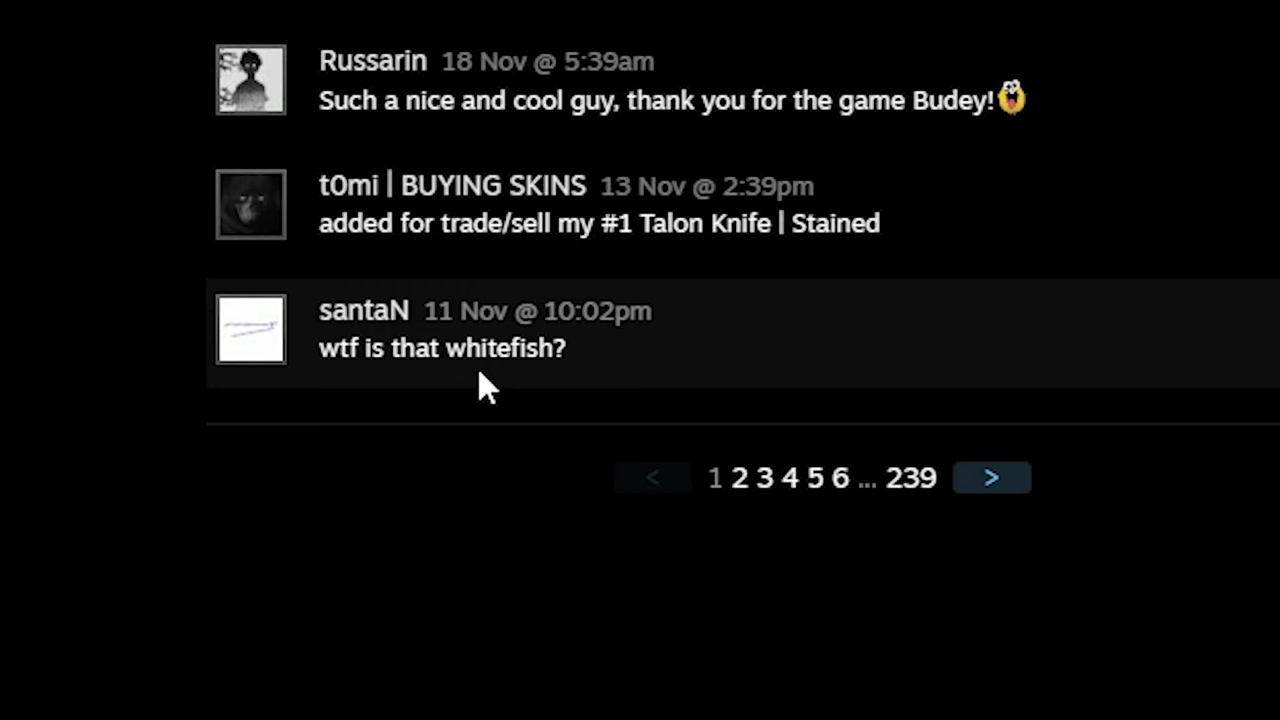 Russarin 18 Nov @ 5:39am
Such a nice and cool guy, thank you for the game Budey!
t0mi | BUYING SKINS 13 Nov @ 2:39pm
added for trade/sell my #1 Talon Knife | Stained
santaN 11 Nov @ 10:02pm
wtf is that whitefish?
< 1 2 3 4 5 6 ... 239 >